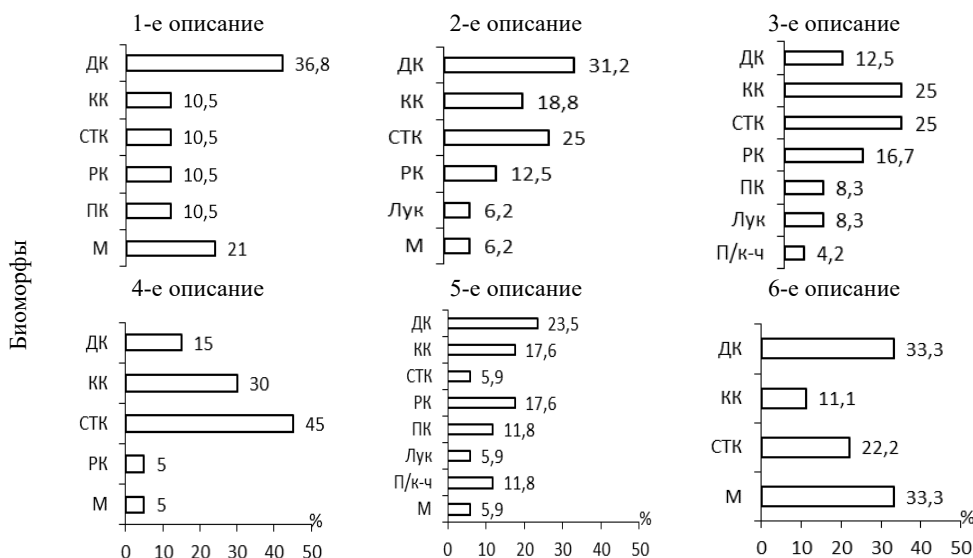 1-е описание
ДК 36,8
КК 10,5
СТК 10,5
РК 10,5
ПК 10,5
М 21
2-е описание
ДК 31,2
КК 18,8
СТК 25
РК 12,5
Лук 6,2
М 6,2
3-е описание
ДК 12,5
КК 25
СТК 25
РК 16,7
ПК 8,3
Лук 8,3
П/к-ч 4,2
Биоморфы
4-е описание
ДК 15
КК 30
СТК 45
РК 5
М 5
%
0 10 20 30 40 50
5-е описание
ДК 23,5
КК 17,6
СТК 5,9
РК 17,6
ПК 11,8
Лук 5,9
П/к-ч 11,8
М 5,9
%
0 10 20 30 40 50
6-е описание
ДК 33,3
КК 11,1
СТК 22,2
М 33,3
%
0 10 20 30 40 50